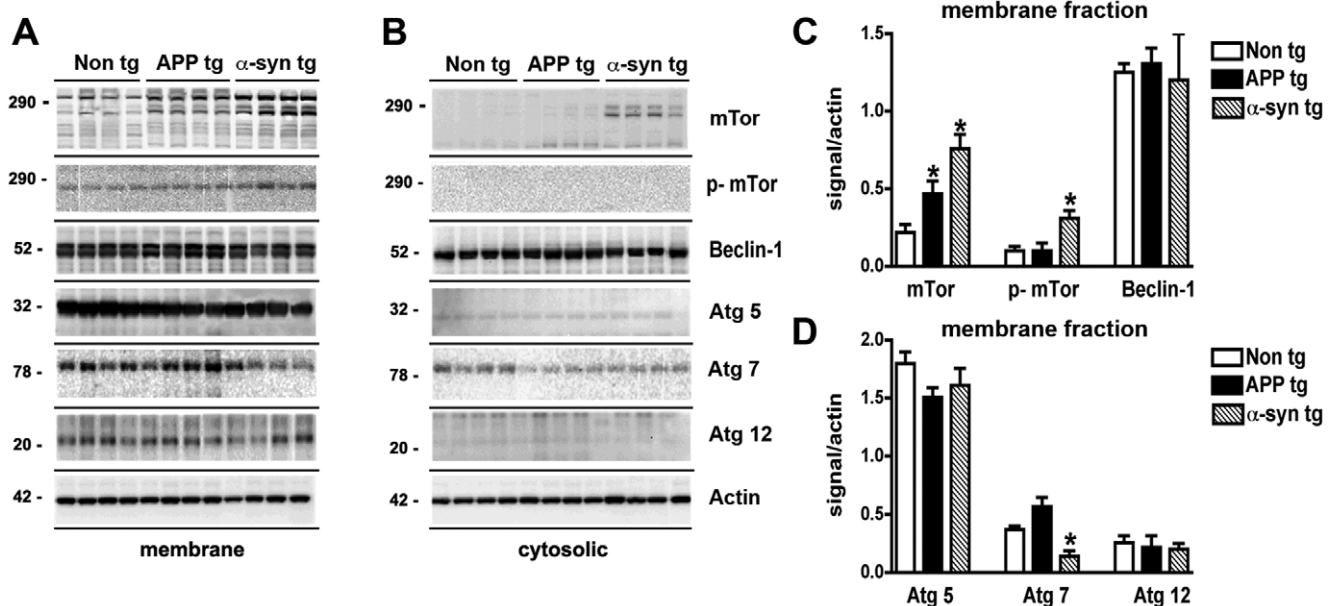 A
Non tg APP tg α-syn tg
290 -
290 -
52 -
32 -
78 -
20 -
42 -
membrane
B
Non tg APP tg α-syn tg
290 - mTor
290 - p- mTor
52 - Beclin-1
32 - Atg 5
78 - Atg 7
20 - Atg 12
42 - Actin
cytosolic
C
membrane fraction
signal/actin
1.5
1.0
0.5
0.0
* * *
mTor p- mTor Beclin-1
Non tg
APP tg
α-syn tg
D
membrane fraction
signal/actin
2.0
1.5
1.0
0.5
0.0
*
Atg 5 Atg 7 Atg 12
Non tg
APP tg
α-syn tg